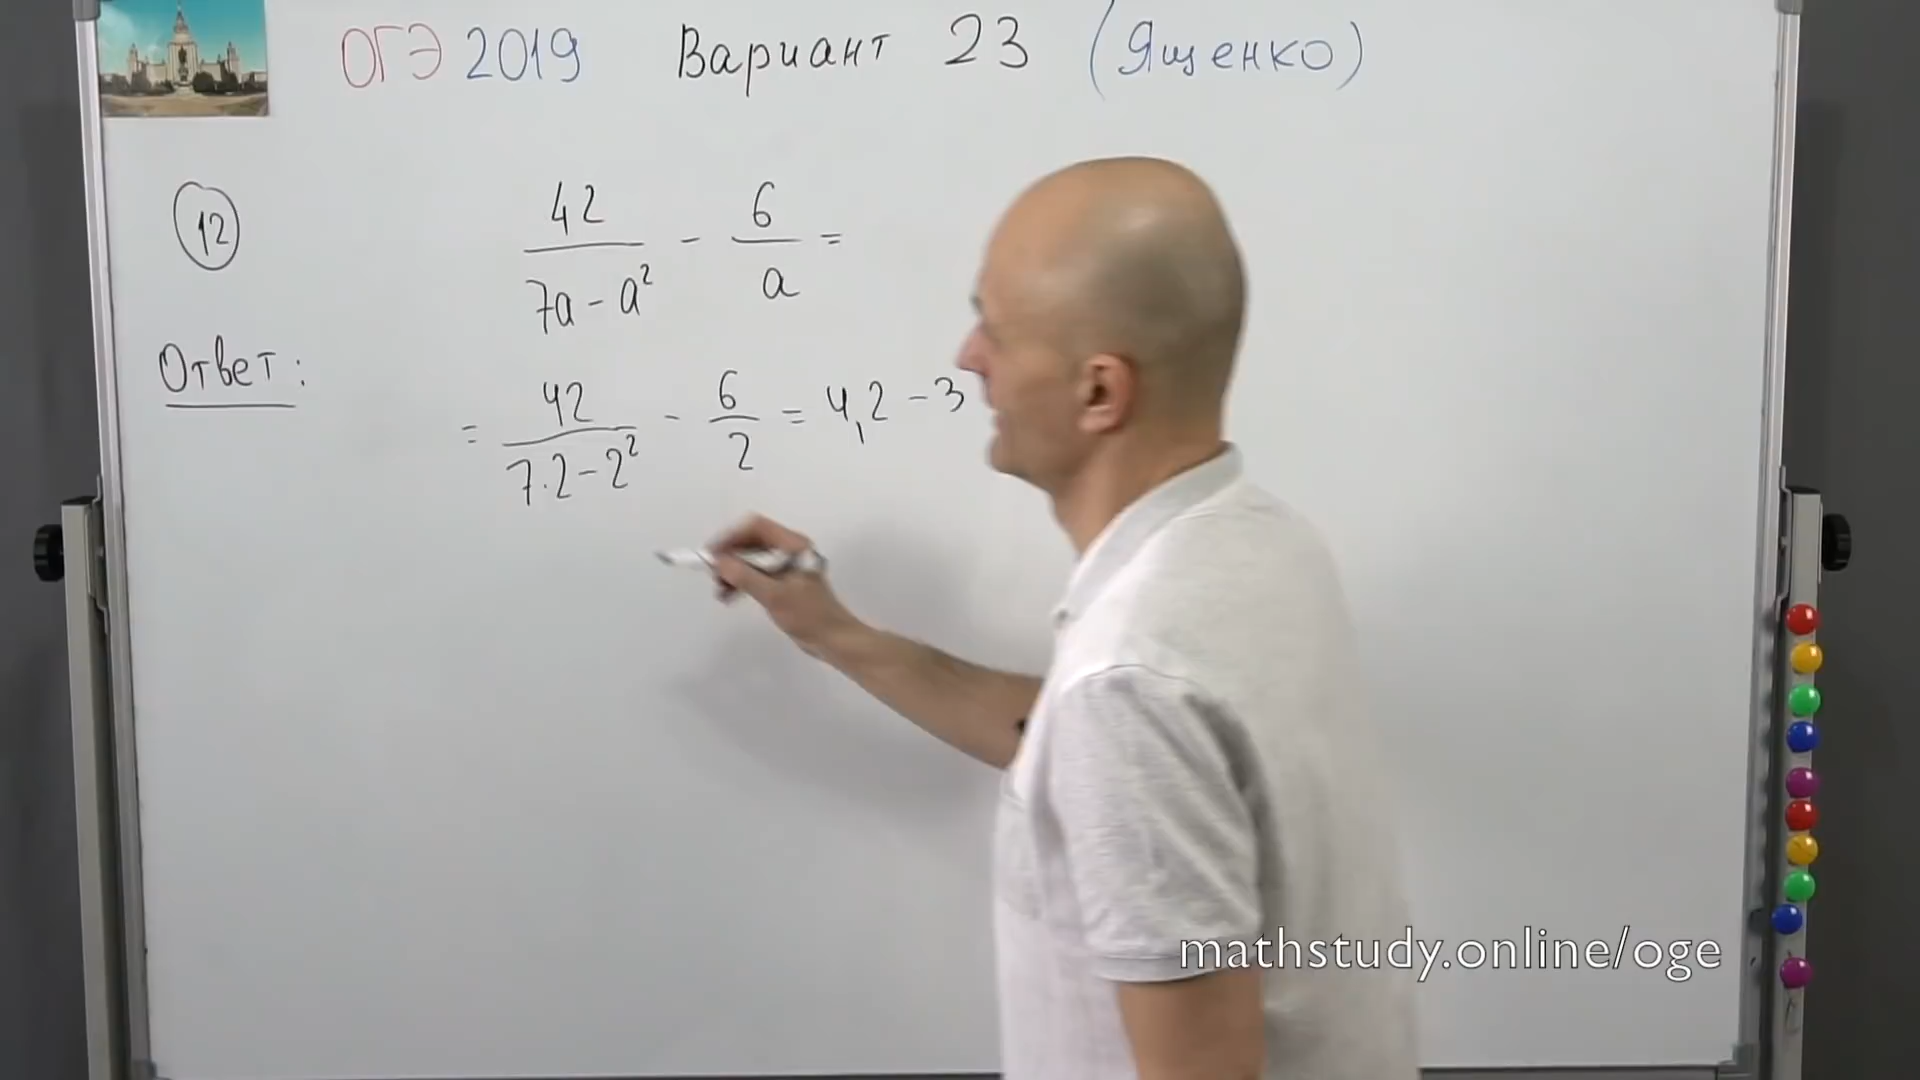 ОГЭ 2019 Вариант 23 (Ященко)
12
42/(7a - a²) - 6/a =
Ответ:
= 42/(7·2 - 2²) - 6/2 = 4,2 - 3
mathstudy.online/oge